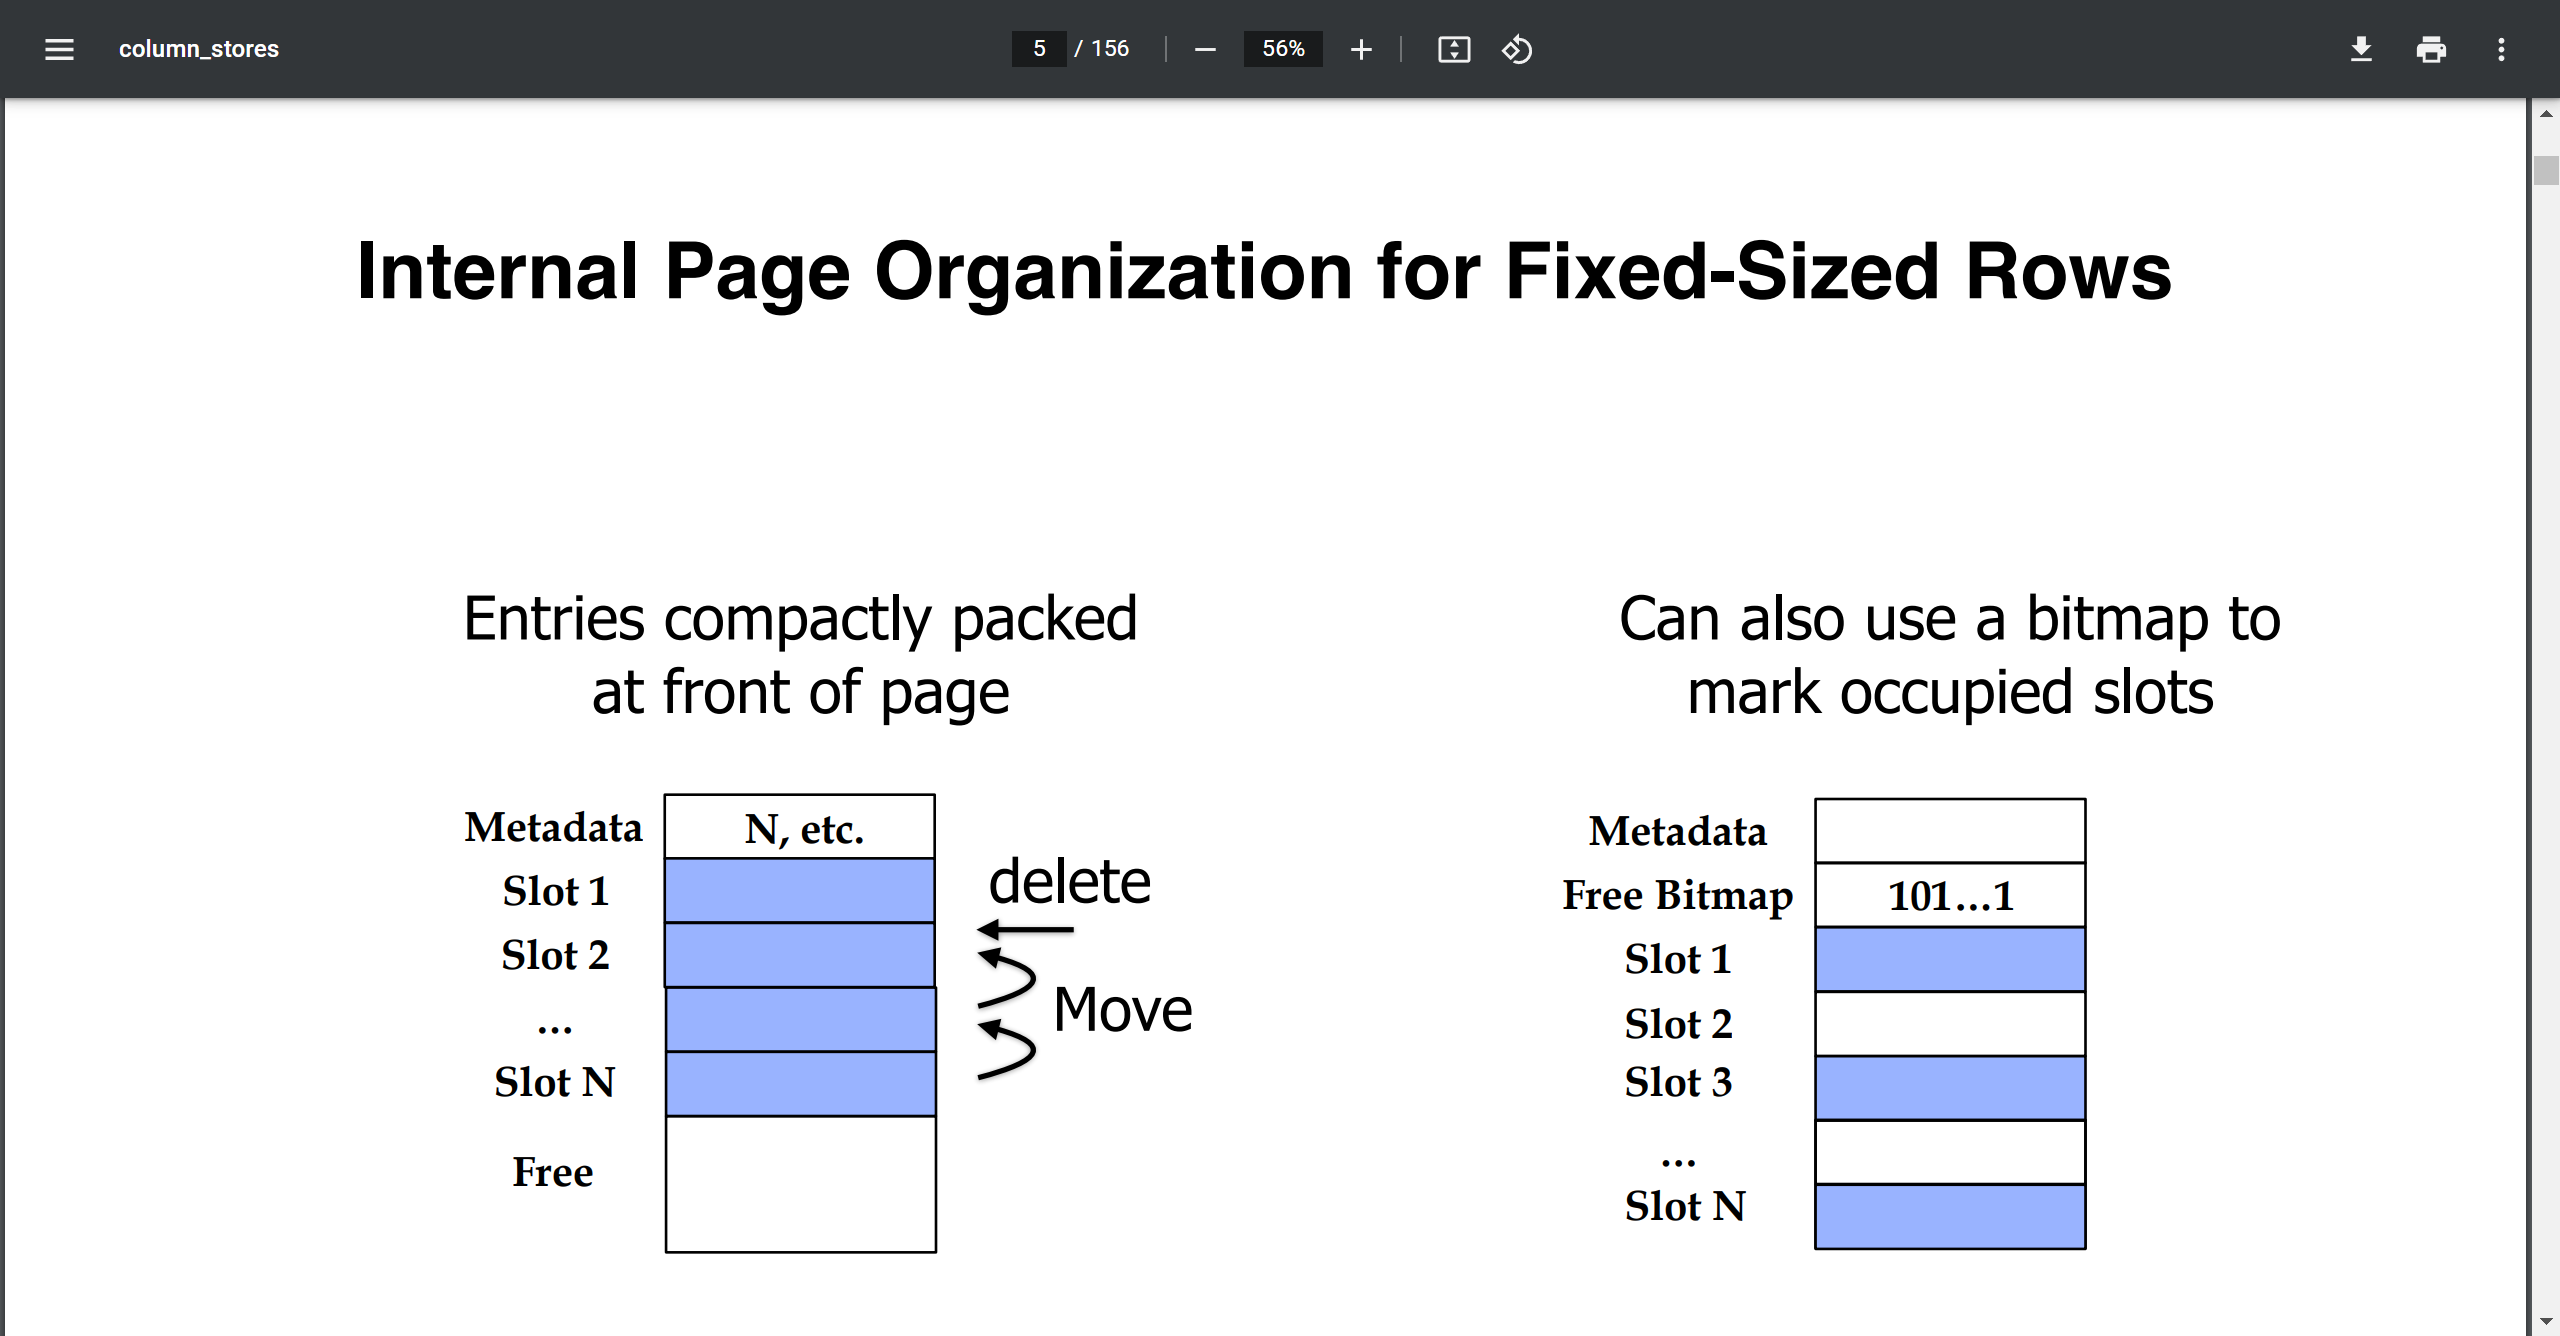 column_stores
5 / 156
56%
Internal Page Organization for Fixed-Sized Rows
Entries compactly packed
at front of page
Metadata
N, etc.
Slot 1
Slot 2
...
Slot N
Free
delete
Move
Can also use a bitmap to
mark occupied slots
Metadata
Free Bitmap
101...1
Slot 1
Slot 2
Slot 3
...
Slot N